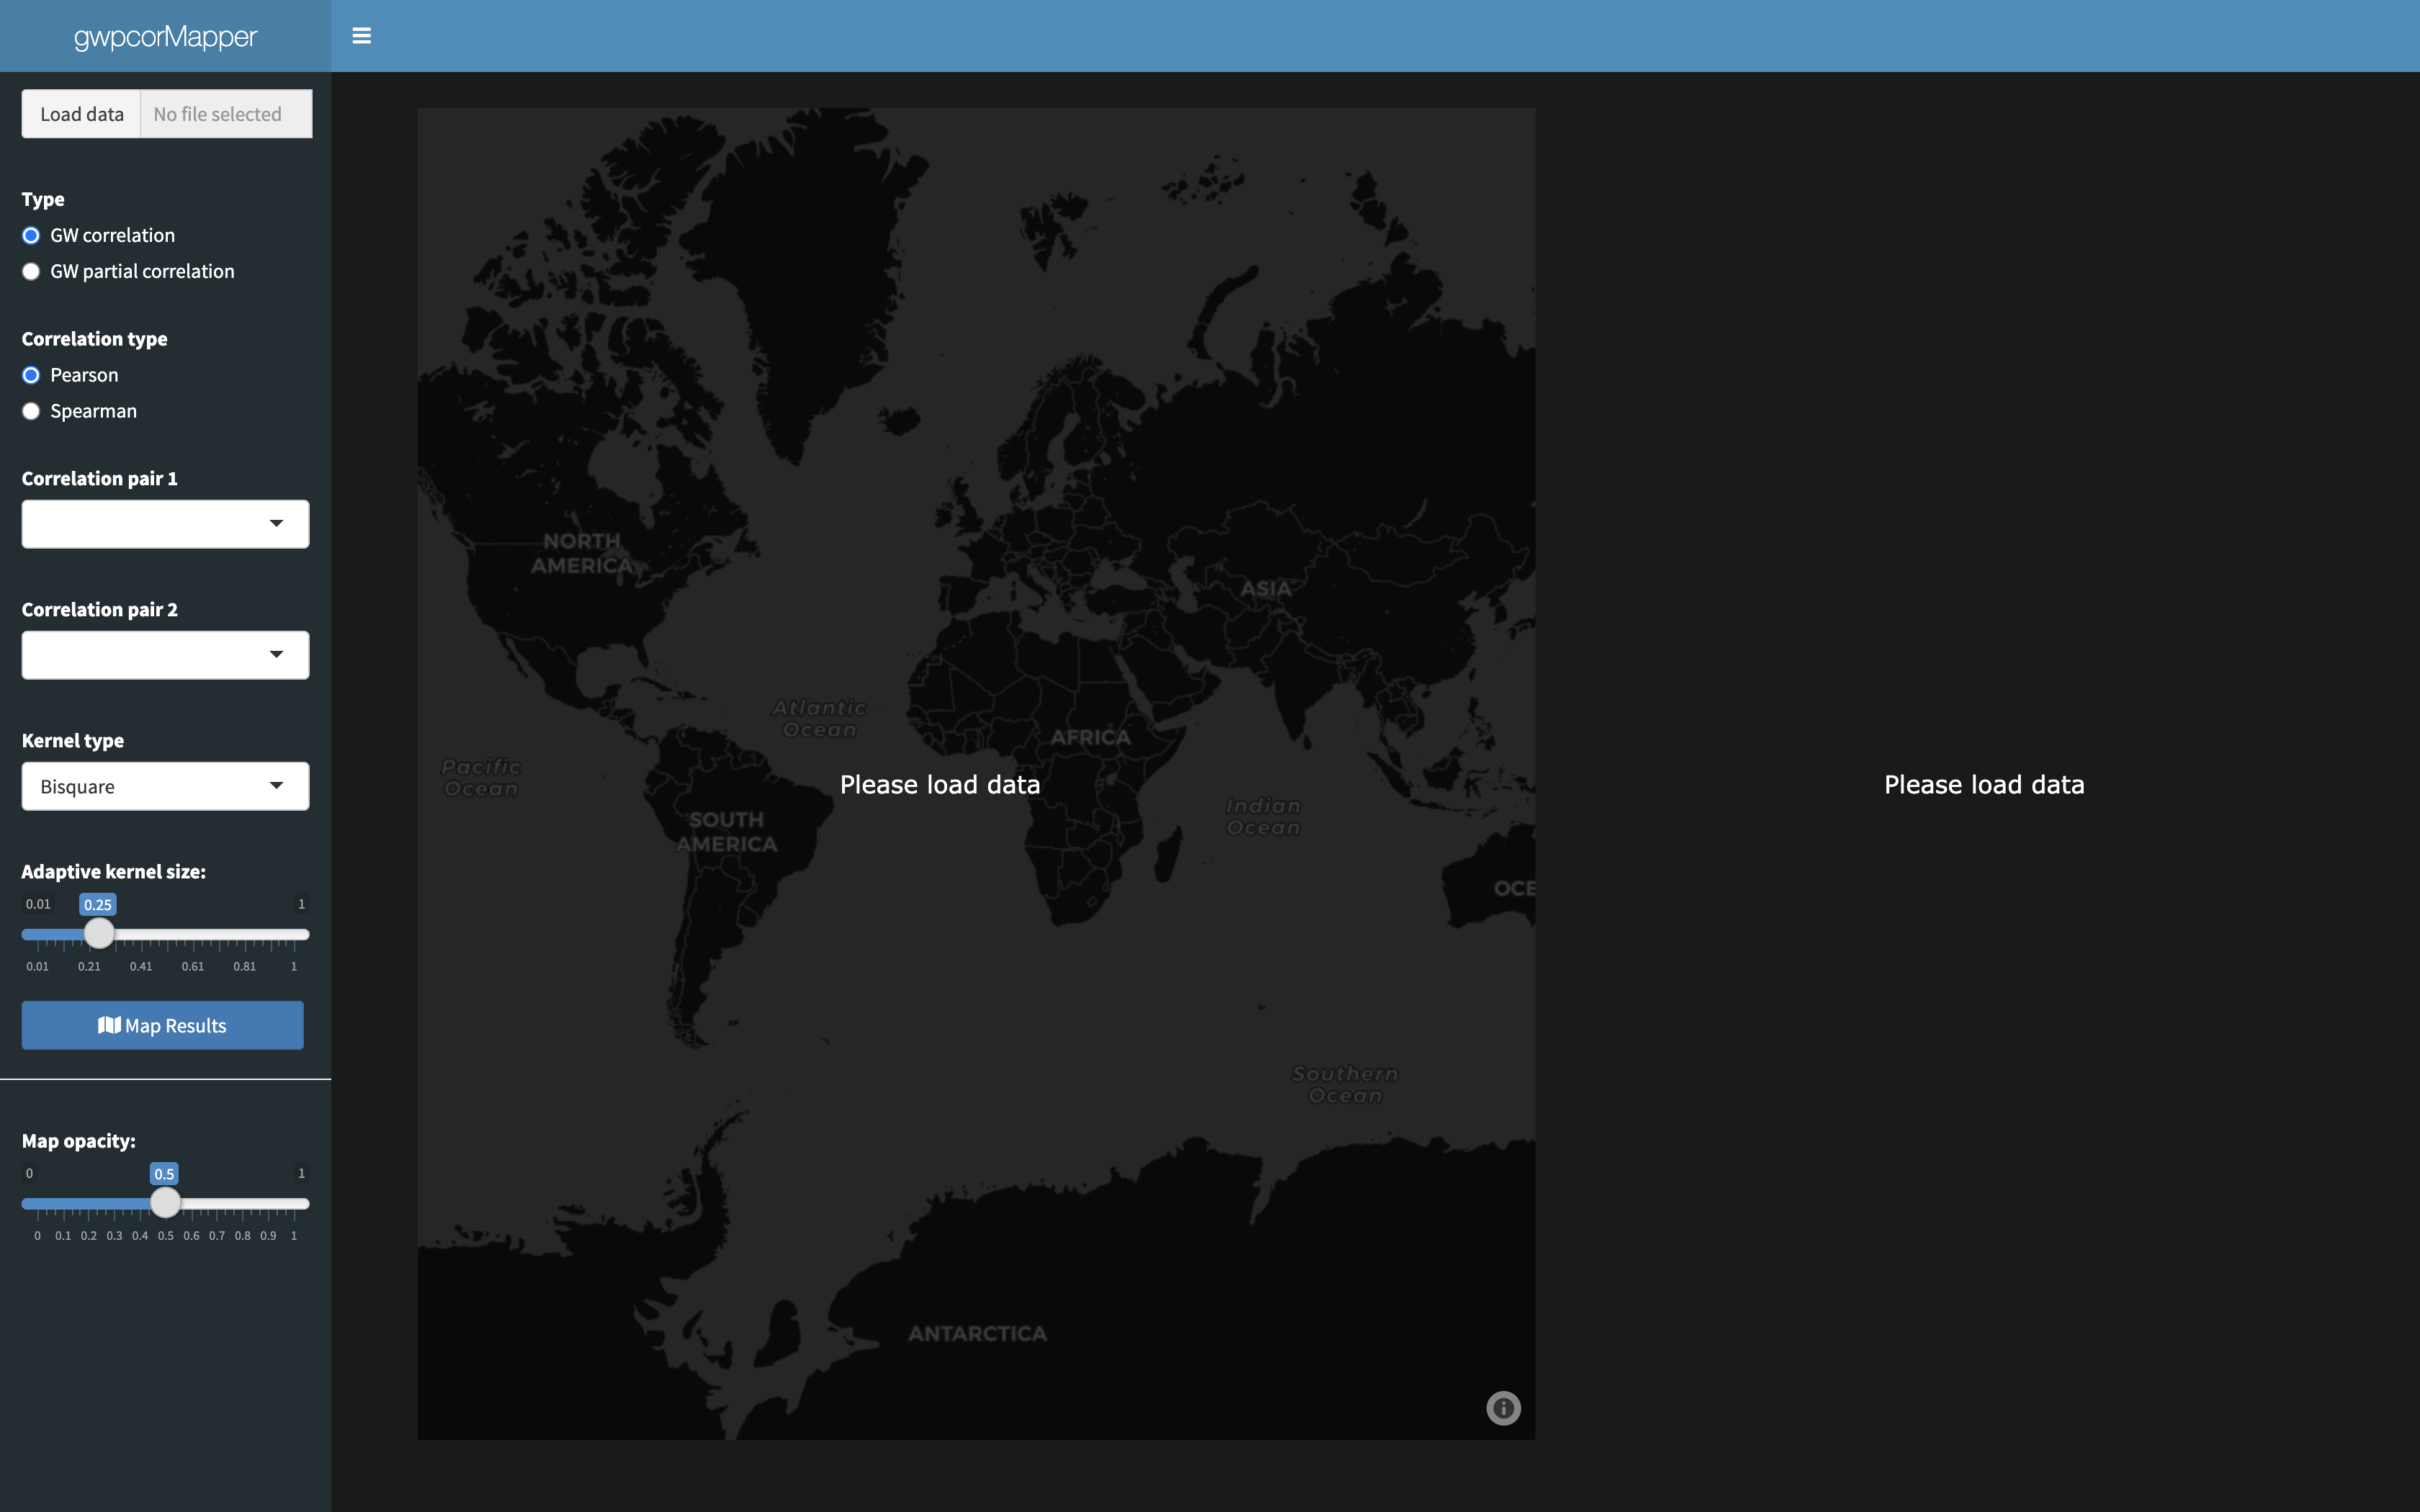 gwpcorMapper
Load data
No file selected
Type
GW correlation
GW partial correlation
Correlation type
Pearson
Spearman
Correlation pair 1
Correlation pair 2
Kernel type
Bisquare
Adaptive kernel size:
0.01 0.25 1
0.01 0.21 0.41 0.61 0.81 1
Map Results
Map opacity:
0 0.5 1
0 0.1 0.2 0.3 0.4 0.5 0.6 0.7 0.8 0.9 1
NORTH
AMERICA
ASIA
Atlantic
Ocean
AFRICA
Pacific
Ocean
Please load data
Indian
Ocean
SOUTH
AMERICA
OCE
Southern
Ocean
ANTARCTICA
Please load data